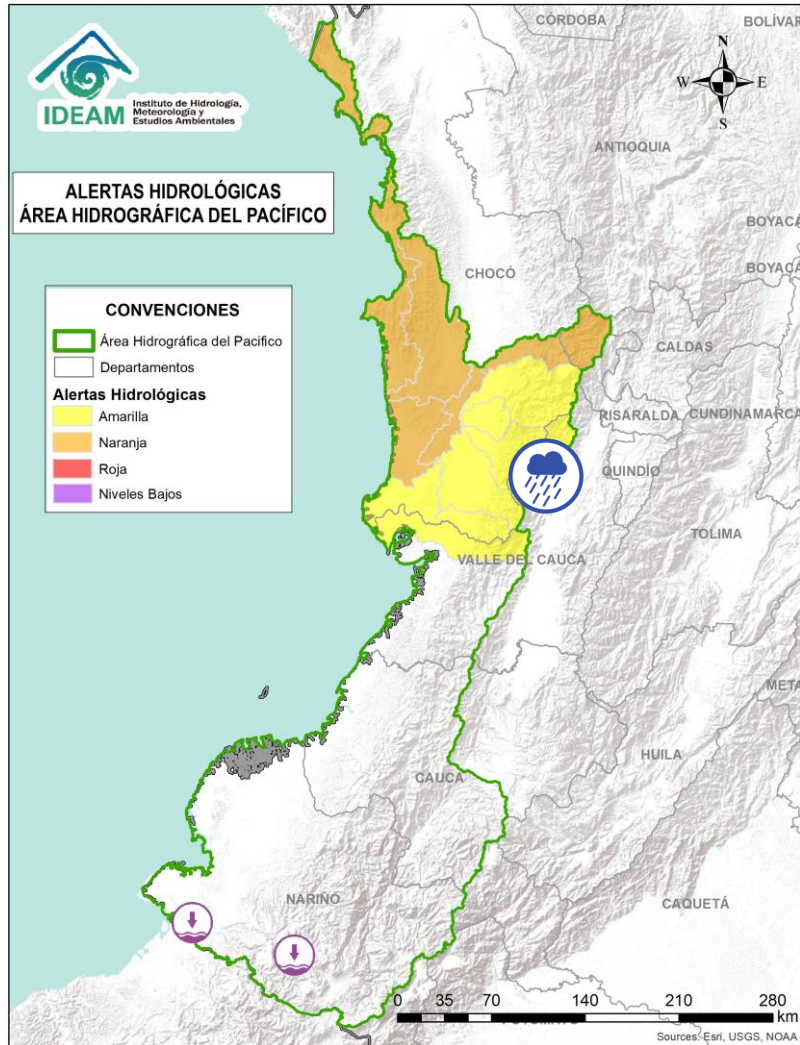 CÓRDOBA
BOLÍVAR
N
W
E
S
IDEAM
Instituto de Hidrología,
Meteorología y
Estudios Ambientales
ANTIOQUIA
ALERTAS HIDROLÓGICAS
ÁREA HIDROGRÁFICA DEL PACÍFICO
BOYACÁ
BOYACÁ
CHOCÓ
CONVENCIONES
Área Hidrográfica del Pacifico
Departamentos
Alertas Hidrológicas
Amarilla
Naranja
Roja
Niveles Bajos
CALDAS
RISARALDA
CUNDINAMARCA
QUINDÍO
TOLIMA
VALLE DEL CAUCA
META
HUILA
CAUCA
NARIÑO
CAQUETÁ
0 35 70 140 210 280
km
Sources: Esri, USGS, NOAA